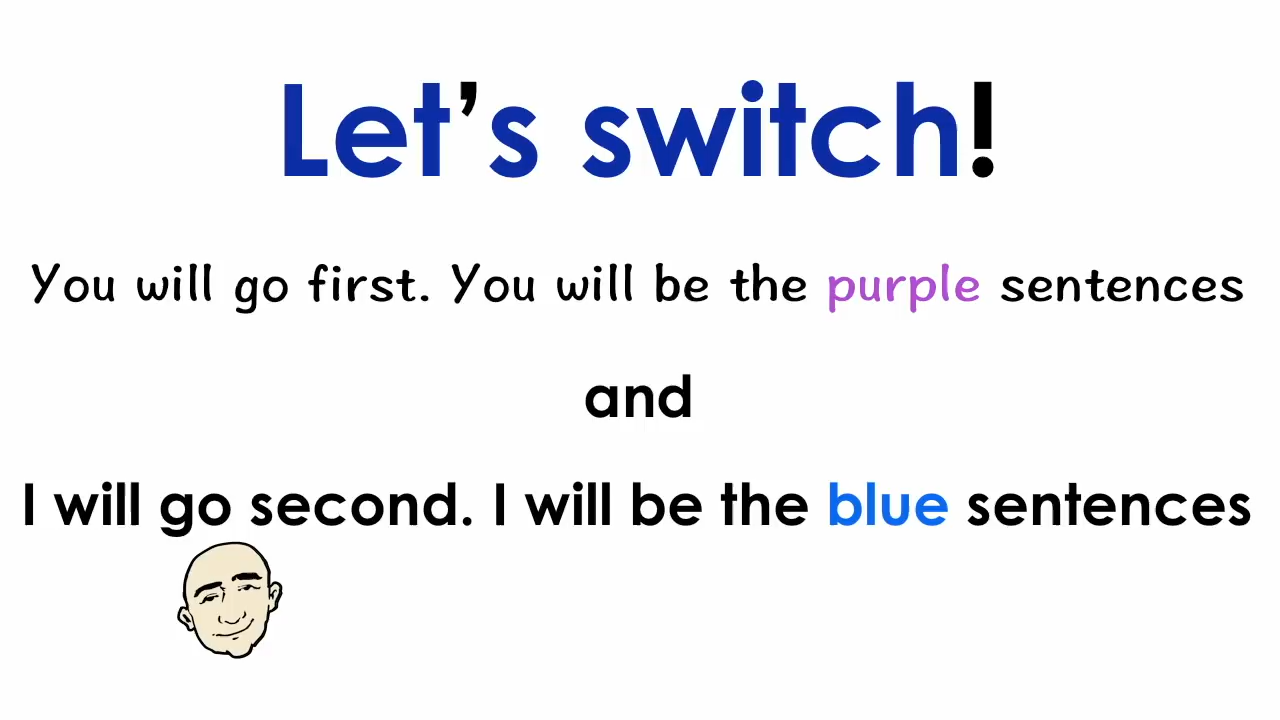 Let’s switch!
You will go first. You will be the purple sentences
and
I will go second. I will be the blue sentences